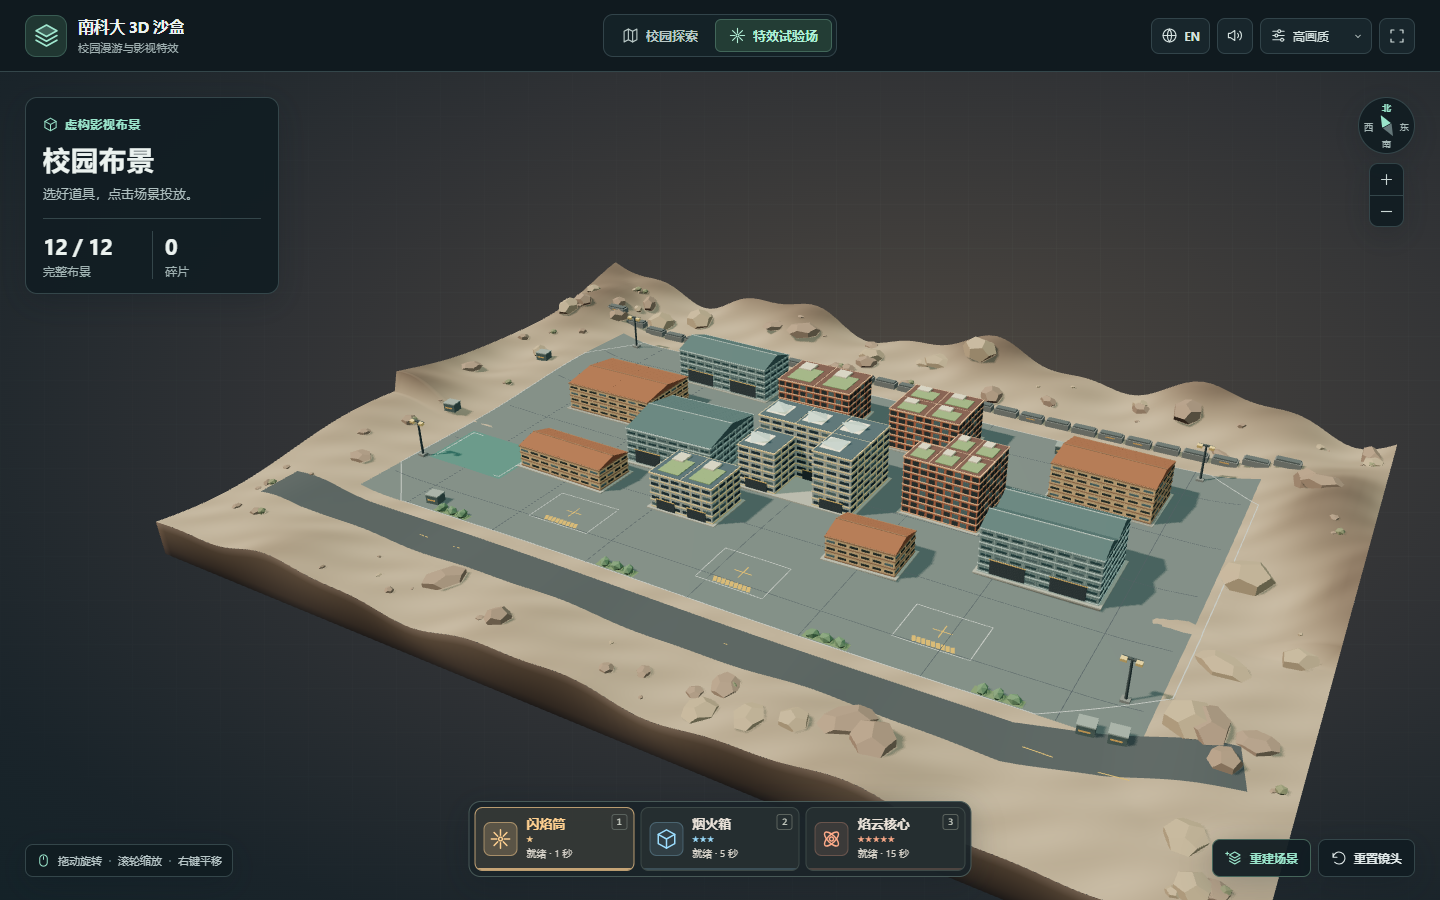 南科大 3D 沙盒
校园漫游与影视特效
校园探索
特效试验场
EN
高画质
虚构影视布景
校园布景
选好道具，点击场景投放。
12 / 12
完整布景
0
碎片
北
西
东
南
+
−
闪焰筒
1
★
就绪 · 1 秒
烟火箱
2
★★★
就绪 · 5 秒
焰云核心
3
★★★★★
就绪 · 15 秒
拖动旋转 · 滚轮缩放 · 右键平移
重建场景
重置镜头